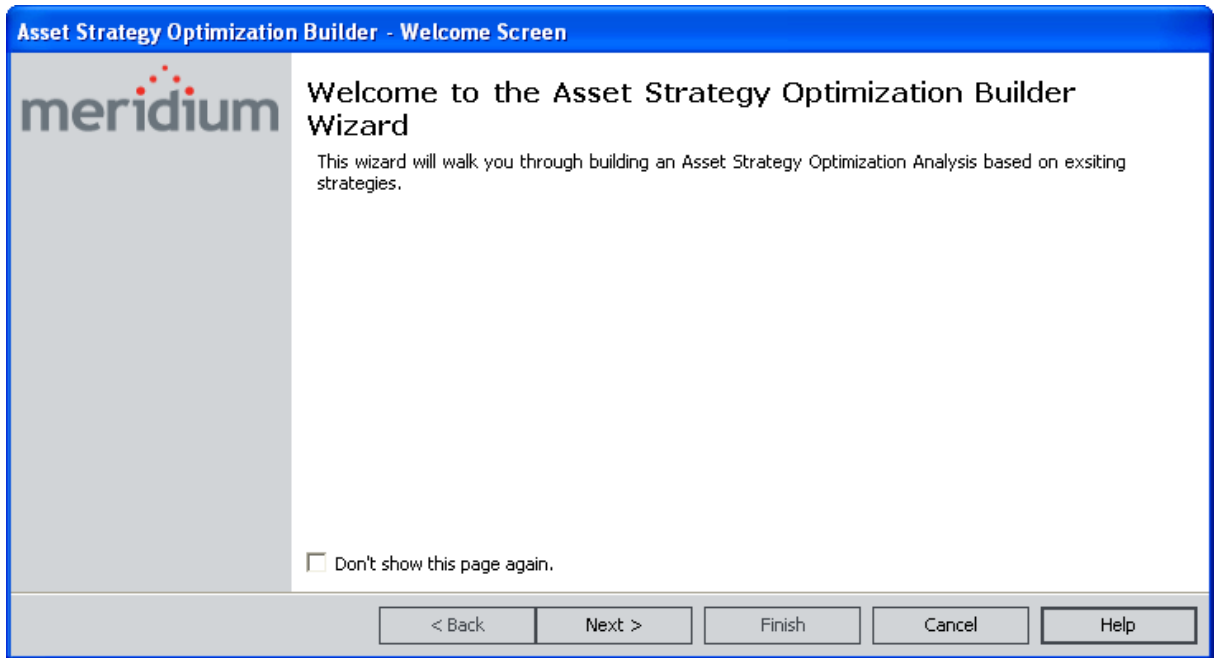 Asset Strategy Optimization Builder - Welcome Screen
meridium
Welcome to the Asset Strategy Optimization Builder
Wizard
This wizard will walk you through building an Asset Strategy Optimization Analysis based on exsiting
strategies.
Don't show this page again.
< Back
Next >
Finish
Cancel
Help